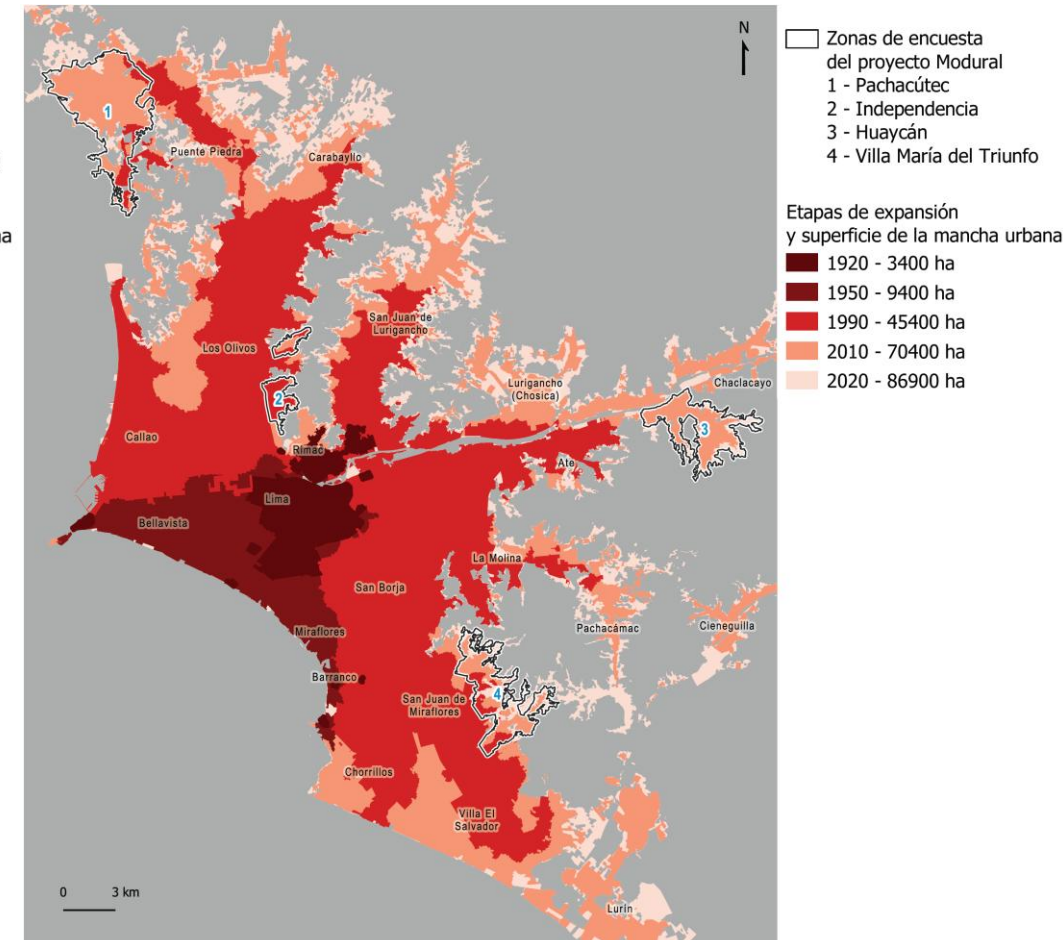 na
N
1
Puente Piedra
Carabayllo
San Juan de
Lurigancho
Los Olivos
Lurigancho
(Chosica)
Chaclacayo
2
3
Callao
Rímac
Ate
Lima
Bellavista
La Molina
San Borja
Miraflores
Pachacámac
Cieneguilla
Barranco
San Juan de
Miraflores
4
Chorrillos
Villa El
Salvador
Lurín
0 3 km
Zonas de encuesta
del proyecto Modural
1 - Pachacútec
2 - Independencia
3 - Huaycán
4 - Villa María del Triunfo
Etapas de expansión
y superficie de la mancha urbana
1920 - 3400 ha
1950 - 9400 ha
1990 - 45400 ha
2010 - 70400 ha
2020 - 86900 ha